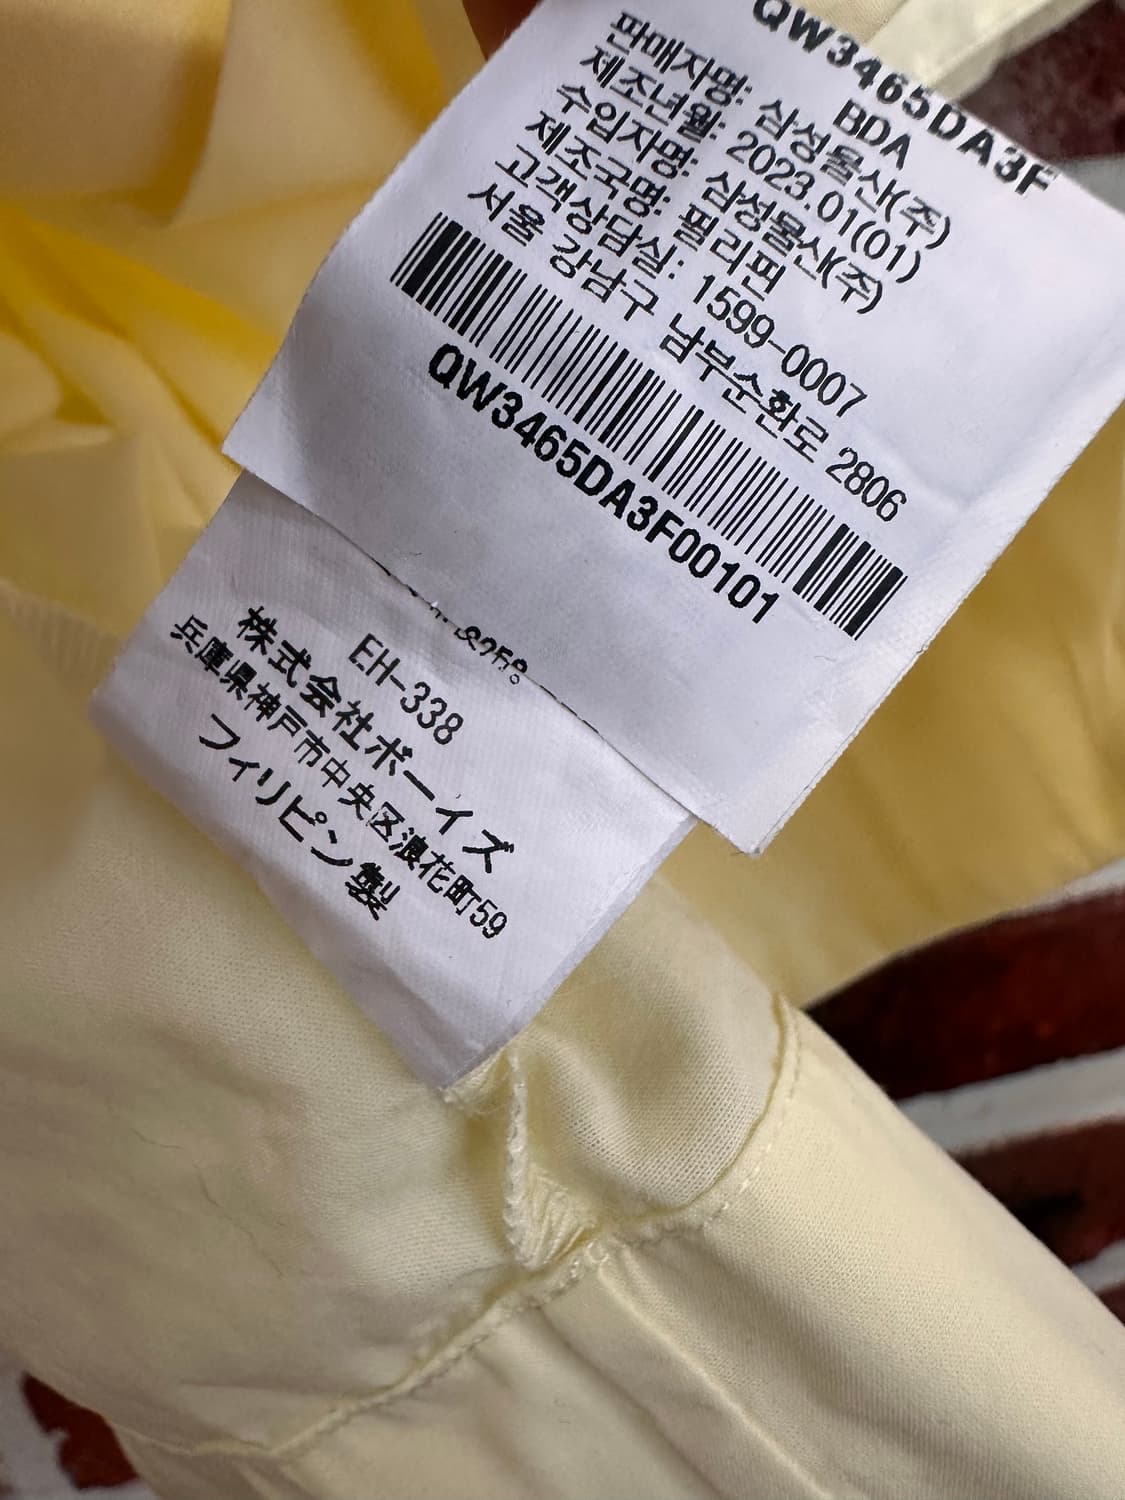 QW3465DA3F
BDA
판매자명: 삼성물산(주)
제조년월: 2023.01(01)
수입자명: 삼성물산(주)
제조국명: 필리핀
고객상담실: 1599-0007
서울 강남구 남부순환로 2806
QW3465DA3F00101
EH-338
株式会社ボーイズ
兵庫県神戸市中央区浪花町59
フィリピン製